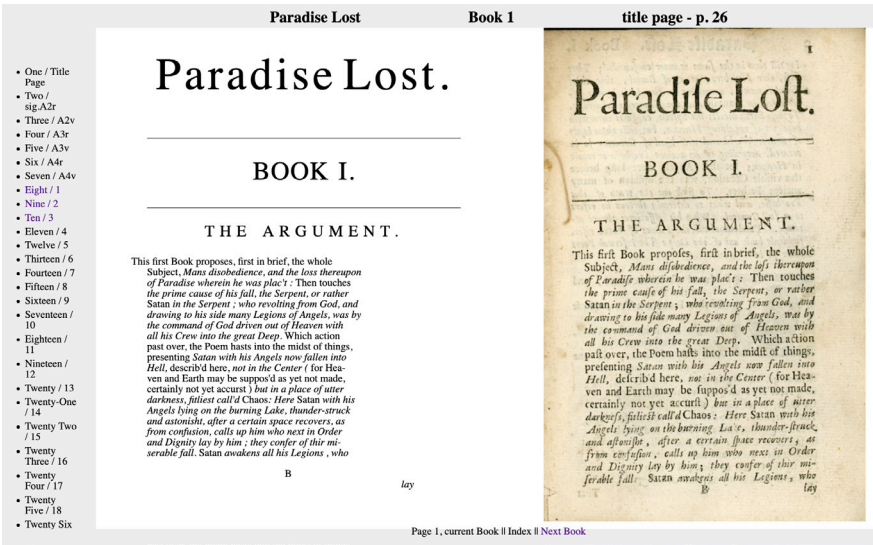 Paradise Lost Book 1 title page - p. 26
One / Title
Page
Two /
sig.A2r
Three / A2v
Four / A3r
Five / A3v
Six / A4r
Seven / A4v
Eight / 1
Nine / 2
Ten / 3
Eleven / 4
Twelve / 5
Thirteen / 6
Fourteen / 7
Fifteen / 8
Sixteen / 9
Seventeen /
10
Eighteen /
11
Nineteen /
12
Twenty / 13
Twenty-One
/ 14
Twenty Two
/ 15
Twenty
Three / 16
Twenty
Four / 17
Twenty
Five / 18
Twenty Six
Paradise Lost.
BOOK I.
THE ARGUMENT.
This first Book proposes, first in brief, the whole
Subject, Mans disobedience, and the loss thereupon
of Paradise wherein he was plac't : Then touches
the prime cause of his fall, the Serpent, or rather
Satan in the Serpent ; who revolting from God, and
drawing to his side many Legions of Angels, was by
the command of God driven out of Heaven with
all his Crew into the great Deep. Which action
past over, the Poem hasts into the midst of things,
presenting Satan with his Angels now fallen into
Hell, describ'd here, not in the Center ( for Hea-
ven and Earth may be suppos'd as yet not made,
certainly not yet accurst ) but in a place of utter
darkness, fitliest call'd Chaos: Here Satan with his
Angels lying on the burning Lake, thunder-struck
and astonisht, after a certain space recovers, as
from confusion, calls up him who next in Order
and Dignity lay by him ; they confer of thir mi-
serable fall. Satan awakens all his Legions , who
B
lay
1
Paradiſe Loſt.
BOOK I.
THE ARGUMENT.
This firſt Book propoſes, firſt in brief, the whole
Subject, Mans diſobedience, and the loſs thereupon
of Paradiſe wherein he was plac't: Then touches
the prime cauſe of his fall, the Serpent, or rather
Satan in the Serpent ; who revolting from God, and
drawing to his ſide many Legions of Angels, was by
the command of God driven out of Heaven with
all his Crew into the great Deep. Which action
paſt over, the Poem haſts into the midſt of things,
preſenting Satan with his Angels now fallen into
Hell, deſcrib'd here, not in the Center ( for Hea-
ven and Earth may be ſuppos'd as yet not made,
certainly not yet accurſt ) but in a place of utter
darkneſs, fitlieſt call'd Chaos : Here Satan with his
Angels lying on the burning Lake, thunder-ſtruck
and aſtoniſht , after a certain ſpace recovers, as
from confuſion, calls up him who next in Order
and Dignity lay by him ; they confer of thir mi-
ſerable fall. Satan awakens all his Legions, who
B
lay
Page 1, current Book || Index || Next Book